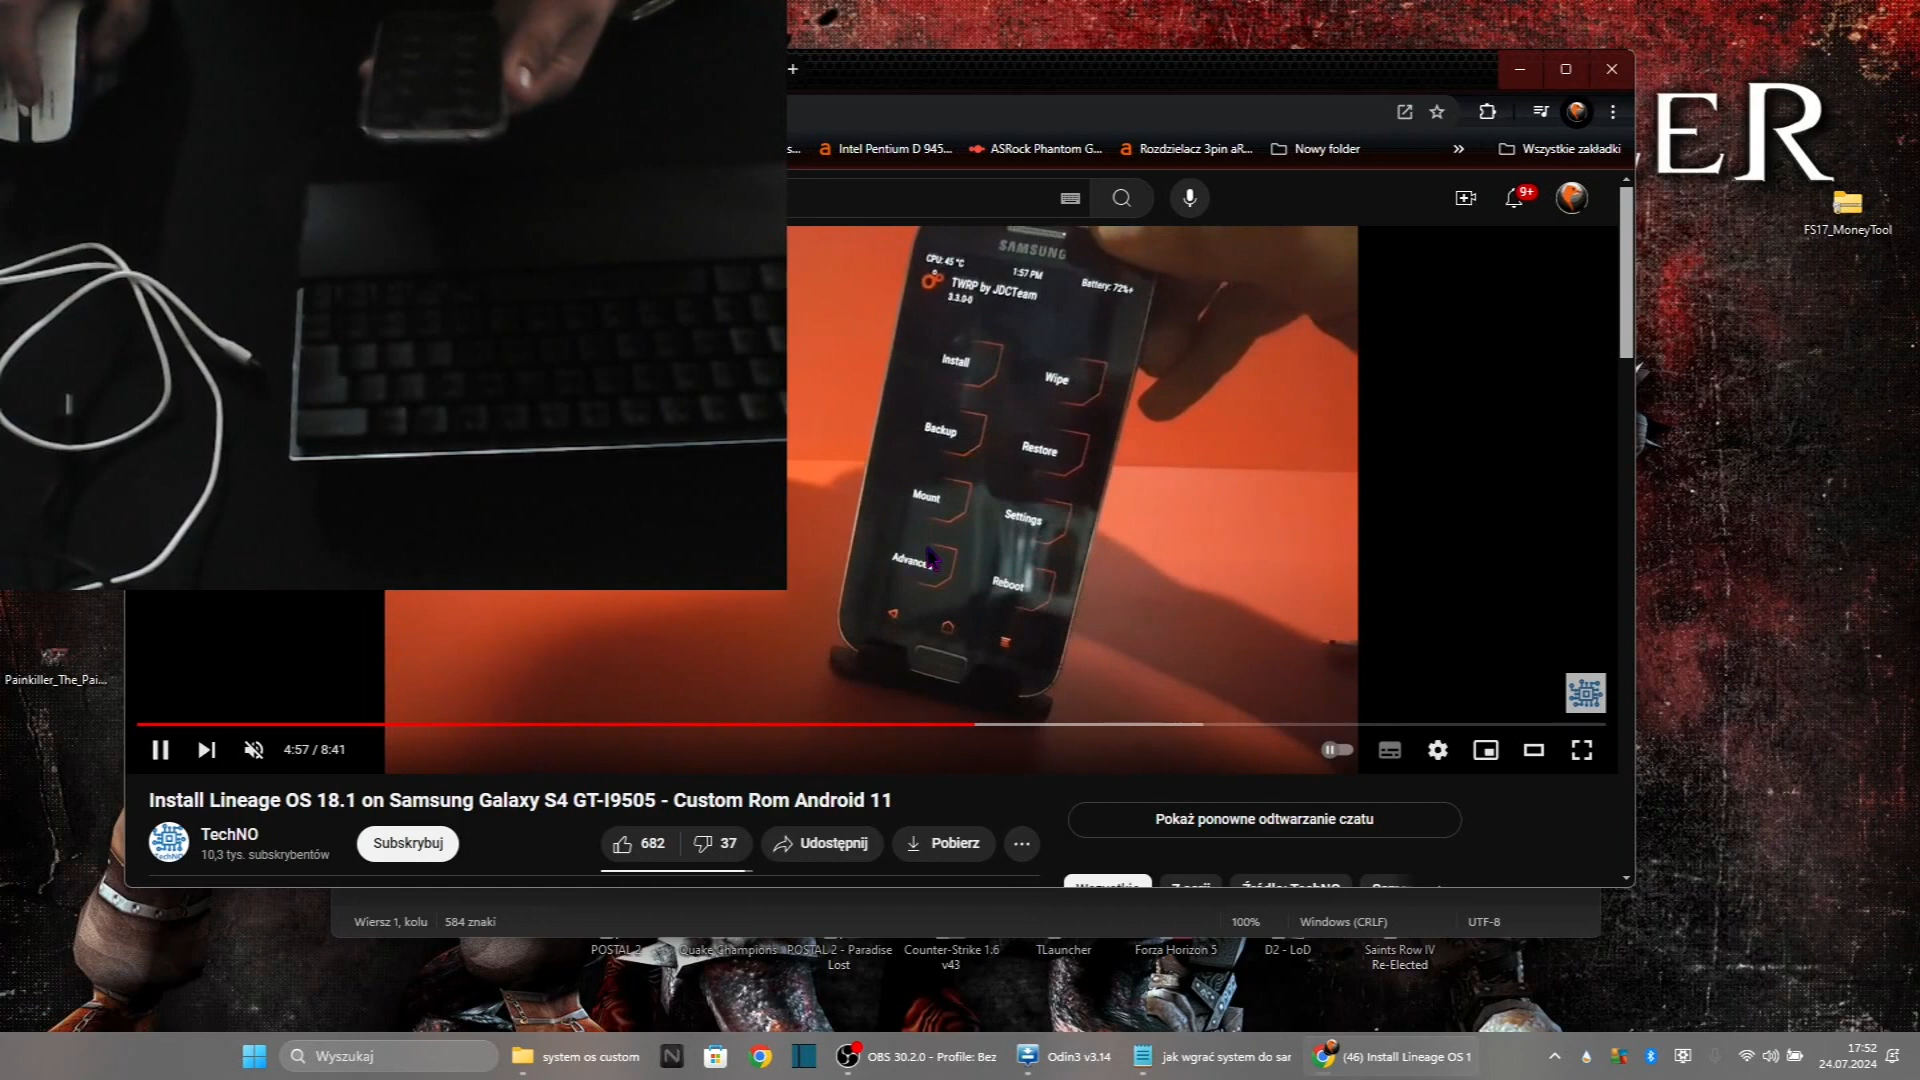 ER
s...
Intel Pentium D 945...
ASRock Phantom G...
Rozdzielacz 3pin aR...
Nowy folder
»
Wszystkie zakładki
9+
FS17_MoneyTool
SAMSUNG
CPU: 45 °C
1:57 PM
Battery: 72%+
TWRP by JDCTeam
3.3.0-0
Install
Wipe
Backup
Restore
Mount
Settings
Advance
Reboot
Painkiller_The_Pai...
4:57 / 8:41
Install Lineage OS 18.1 on Samsung Galaxy S4 GT-I9505 - Custom Rom Android 11
Pokaż ponowne odtwarzanie czatu
TechNO
10,3 tys. subskrybentów
Subskrybuj
682
37
Udostępnij
Pobierz
Wszystkie
Z serii
Źródło: TechNO
Wiersz 1, kolu
584 znaki
100%
Windows (CRLF)
UTF-8
POSTAL 2
Quake Champions
POSTAL 2 - Paradise Lost
Counter-Strike 1.6 v43
TLauncher
Forza Horizon 5
D2 - LoD
Saints Row IV Re-Elected
Wyszukaj
system os custom
OBS 30.2.0 - Profile: Bez
Odin3 v3.14
jak wgrać system do sar
(46) Install Lineage OS 1
17:52
24.07.2024